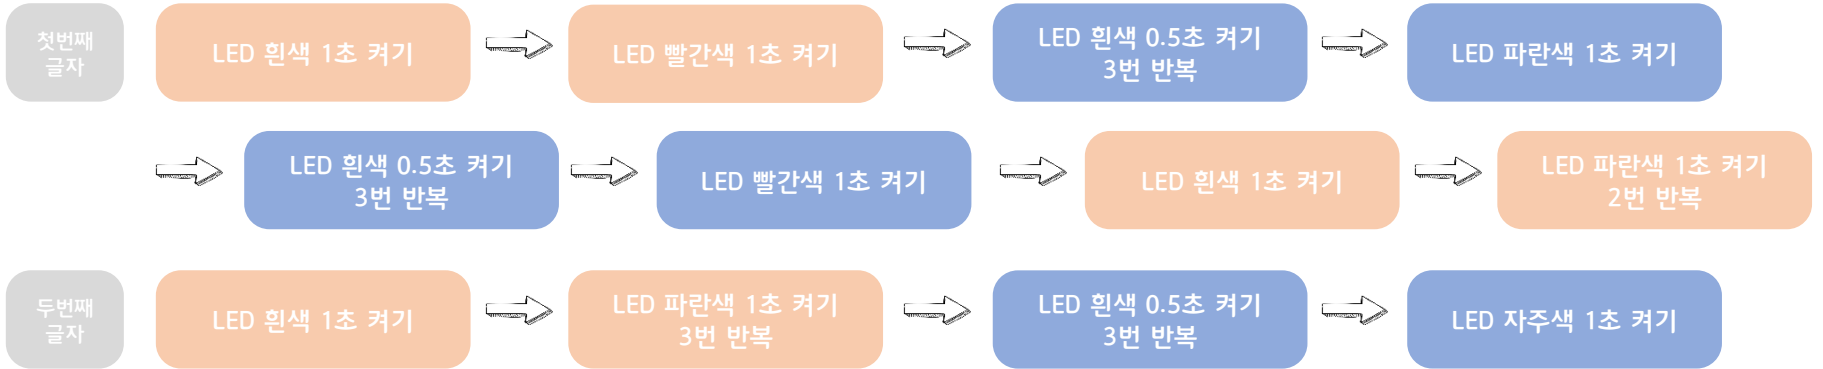 첫번째
글자
LED 흰색 1초 켜기
LED 빨간색 1초 켜기
LED 흰색 0.5초 켜기
3번 반복
LED 파란색 1초 켜기
LED 흰색 0.5초 켜기
3번 반복
LED 빨간색 1초 켜기
LED 흰색 1초 켜기
LED 파란색 1초 켜기
2번 반복
두번째
글자
LED 흰색 1초 켜기
LED 파란색 1초 켜기
3번 반복
LED 흰색 0.5초 켜기
3번 반복
LED 자주색 1초 켜기